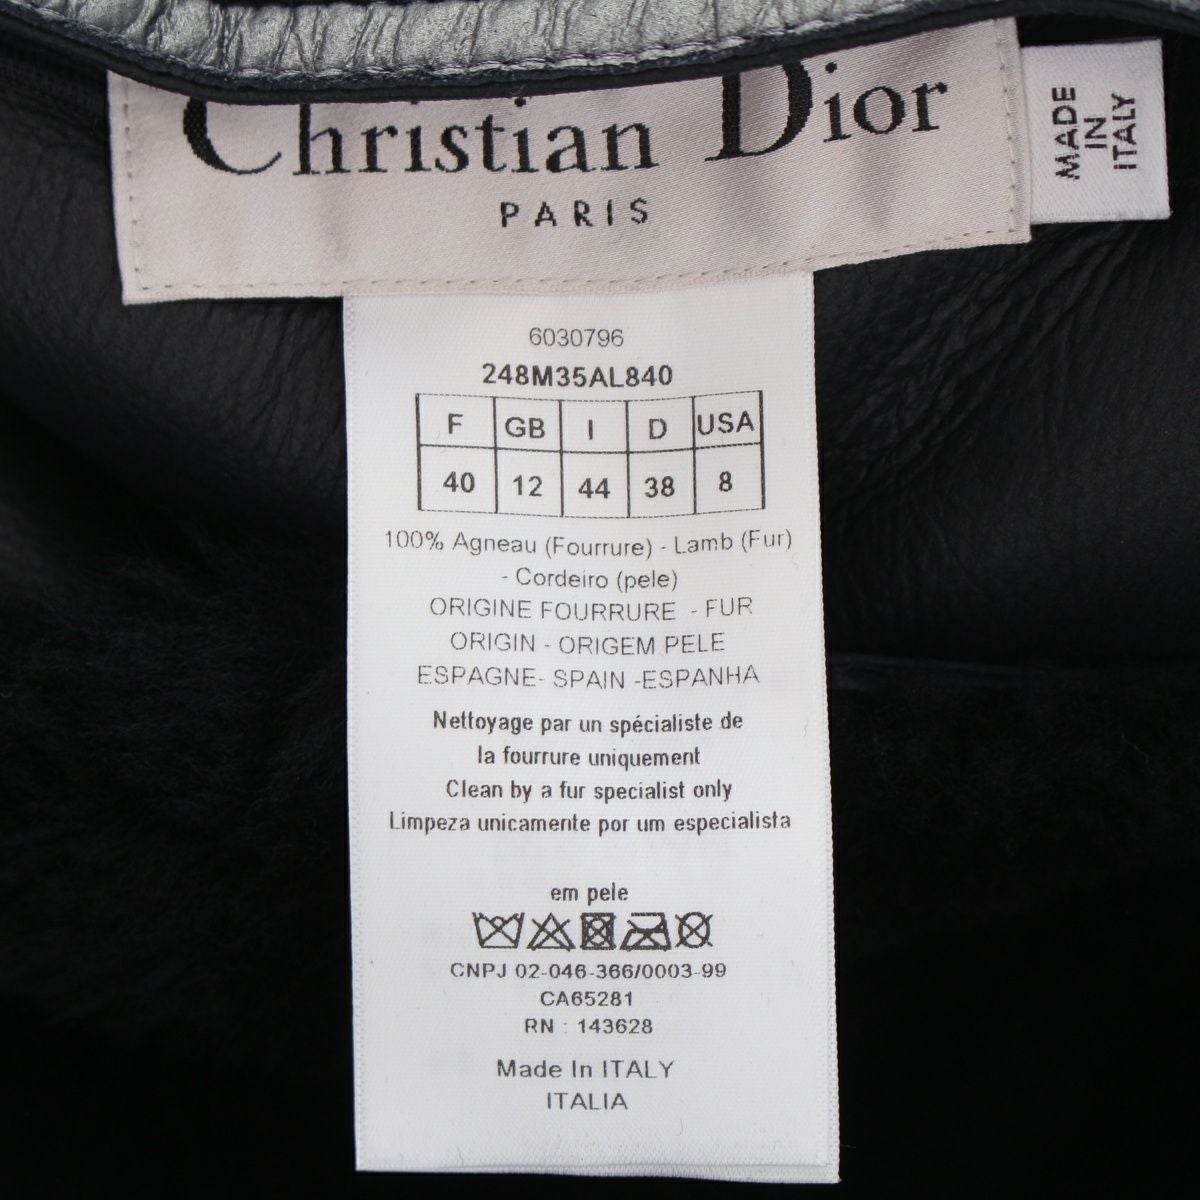 Christian Dior
PARIS
MADE
IN
ITALY
6030796
248M35AL840
F GB I D USA
40 12 44 38 8
100% Agneau (Fourrure) - Lamb (Fur)
- Cordeiro (pele)
ORIGINE FOURRURE - FUR
ORIGIN - ORIGEM PELE
ESPAGNE- SPAIN -ESPANHA
Nettoyage par un spécialiste de
la fourrure uniquement
Clean by a fur specialist only
Limpeza unicamente por um especialista
em pele
CNPJ 02-046-366/0003-99
CA65281
RN : 143628
Made In ITALY
ITALIA